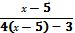 x − 5
4(x − 5) − 3